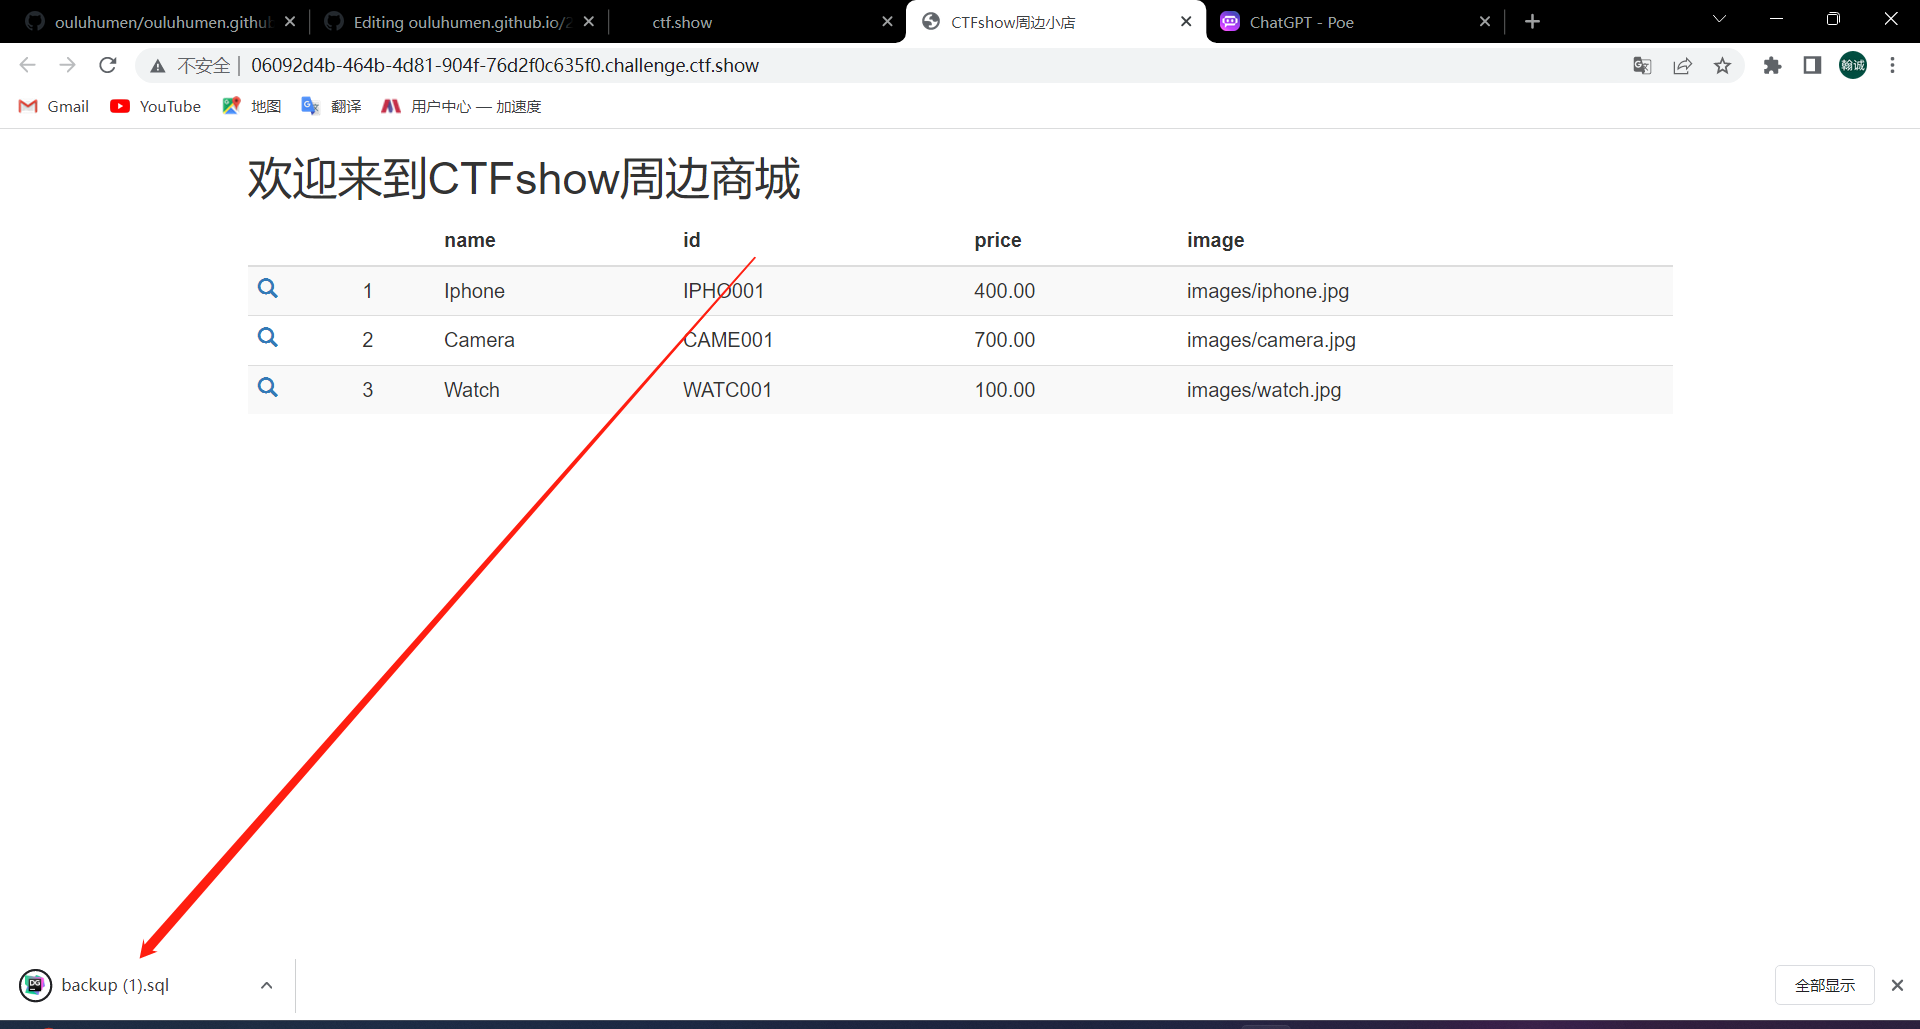 ouluhumen/ouluhumen.github
Editing ouluhumen.github.io/2
ctf.show
CTFshow周边小店
ChatGPT - Poe
不安全 | 06092d4b-464b-4d81-904f-76d2f0c635f0.challenge.ctf.show
翰诚
Gmail
YouTube
地图
翻译
用户中心 — 加速度
欢迎来到CTFshow周边商城
name id price image
1 Iphone IPHO001 400.00 images/iphone.jpg
2 Camera CAME001 700.00 images/camera.jpg
3 Watch WATC001 100.00 images/watch.jpg
DG
backup (1).sql
全部显示